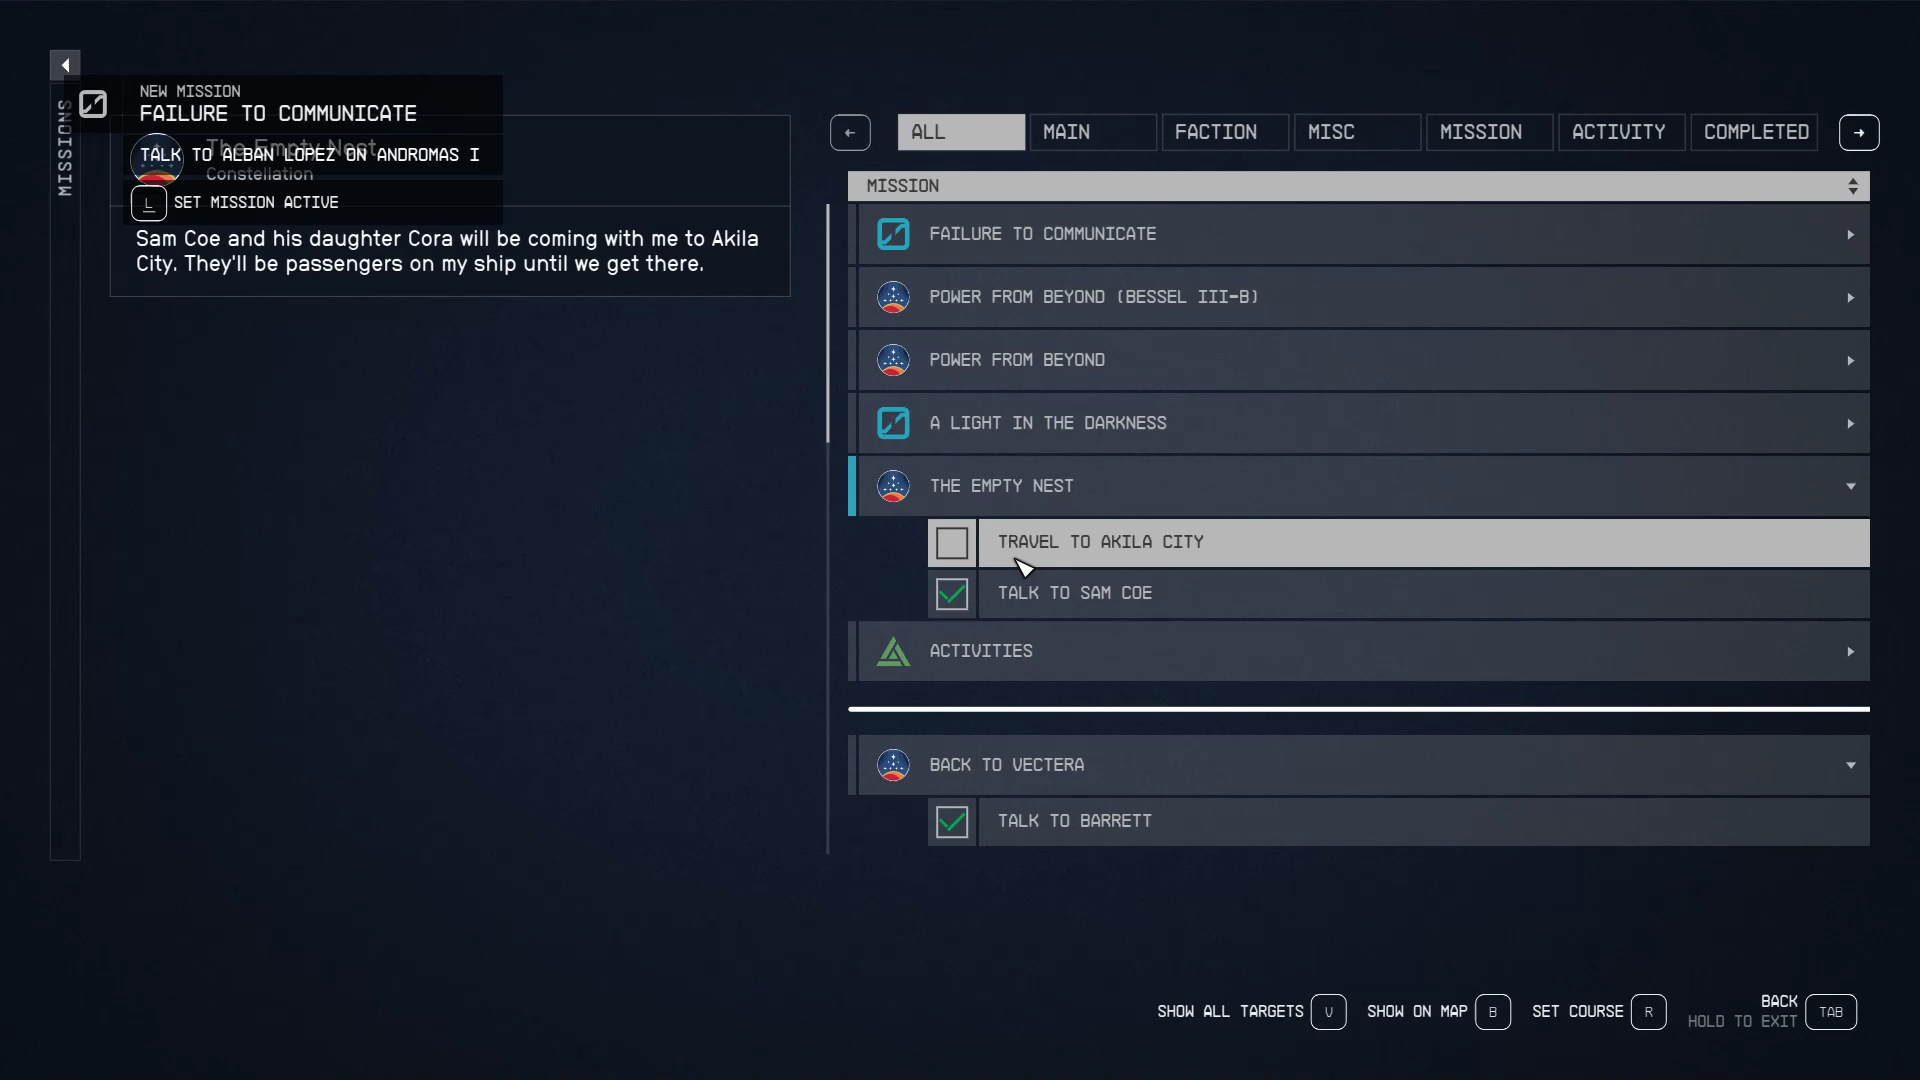 MISSIONS
NEW MISSION
FAILURE TO COMMUNICATE
The Empty Nest
TALK TO ALBAN LOPEZ ON ANDROMAS I
Constellation
L SET MISSION ACTIVE
Sam Coe and his daughter Cora will be coming with me to Akila
City. They'll be passengers on my ship until we get there.
ALL MAIN FACTION MISC MISSION ACTIVITY COMPLETED
MISSION
FAILURE TO COMMUNICATE
POWER FROM BEYOND (BESSEL III-B)
POWER FROM BEYOND
A LIGHT IN THE DARKNESS
THE EMPTY NEST
TRAVEL TO AKILA CITY
TALK TO SAM COE
ACTIVITIES
BACK TO VECTERA
TALK TO BARRETT
SHOW ALL TARGETS V SHOW ON MAP B SET COURSE R BACK TAB
HOLD TO EXIT